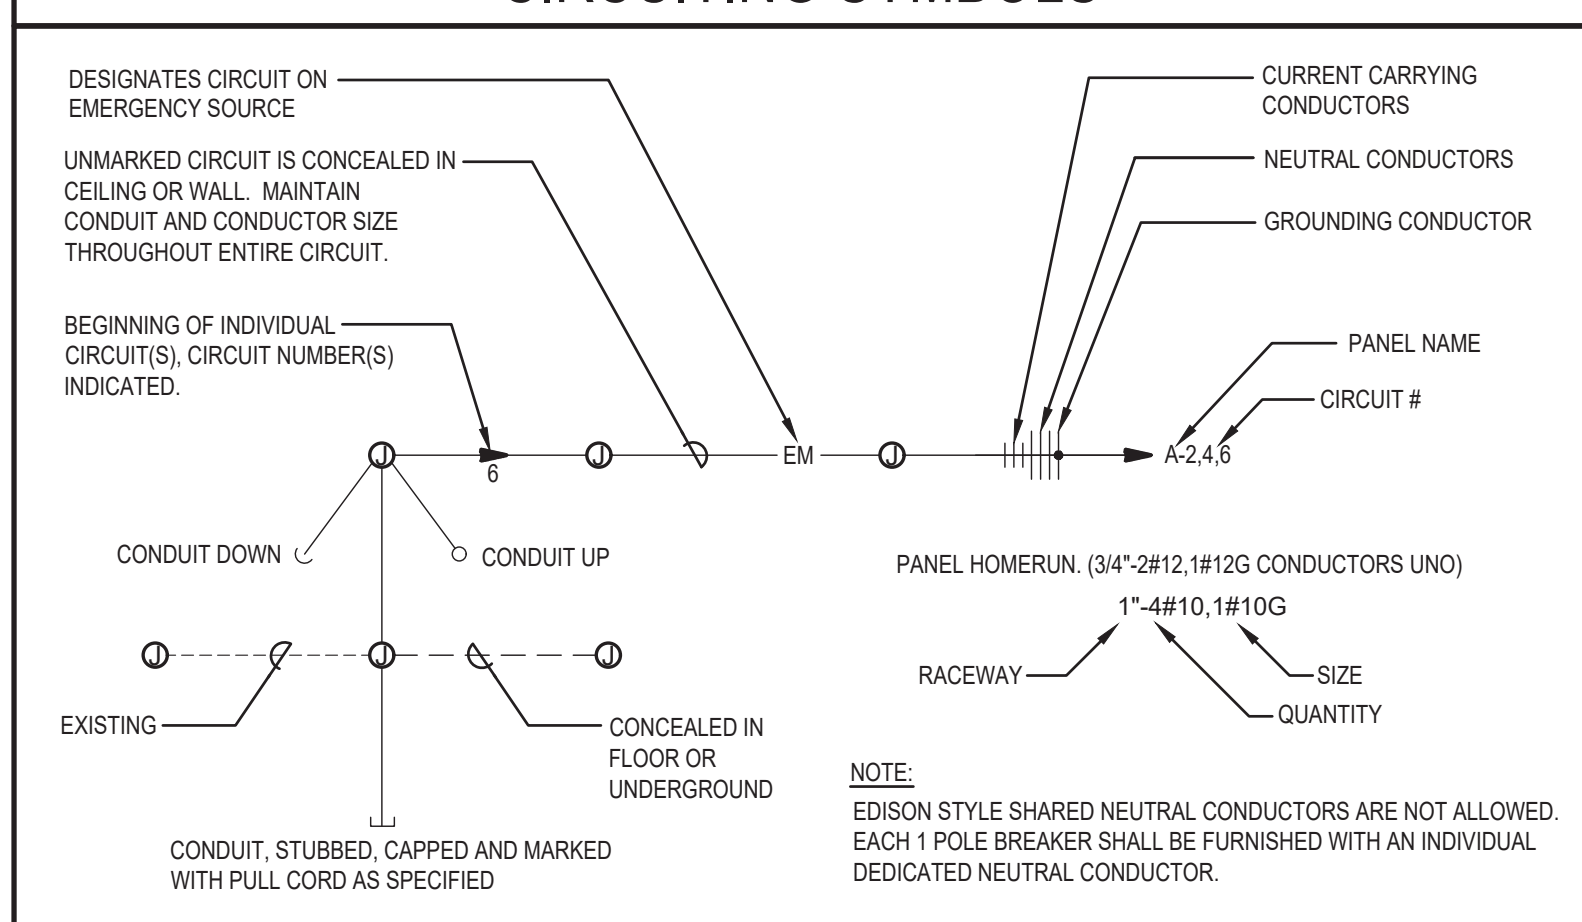 CIRCUITING SYMBOLS
DESIGNATES CIRCUIT ON
EMERGENCY SOURCE
UNMARKED CIRCUIT IS CONCEALED IN
CEILING OR WALL. MAINTAIN
CONDUIT AND CONDUCTOR SIZE
THROUGHOUT ENTIRE CIRCUIT.
BEGINNING OF INDIVIDUAL
CIRCUIT(S), CIRCUIT NUMBER(S)
INDICATED.
CURRENT CARRYING
CONDUCTORS
NEUTRAL CONDUCTORS
GROUNDING CONDUCTOR
PANEL NAME
CIRCUIT #
J
6
J
EM
J
A-2,4,6
CONDUIT DOWN
CONDUIT UP
J
J
J
EXISTING
CONCEALED IN
FLOOR OR
UNDERGROUND
CONDUIT, STUBBED, CAPPED AND MARKED
WITH PULL CORD AS SPECIFIED
PANEL HOMERUN. (3/4"-2#12,1#12G CONDUCTORS UNO)
1"-4#10,1#10G
RACEWAY
SIZE
QUANTITY
NOTE:
EDISON STYLE SHARED NEUTRAL CONDUCTORS ARE NOT ALLOWED.
EACH 1 POLE BREAKER SHALL BE FURNISHED WITH AN INDIVIDUAL
DEDICATED NEUTRAL CONDUCTOR.